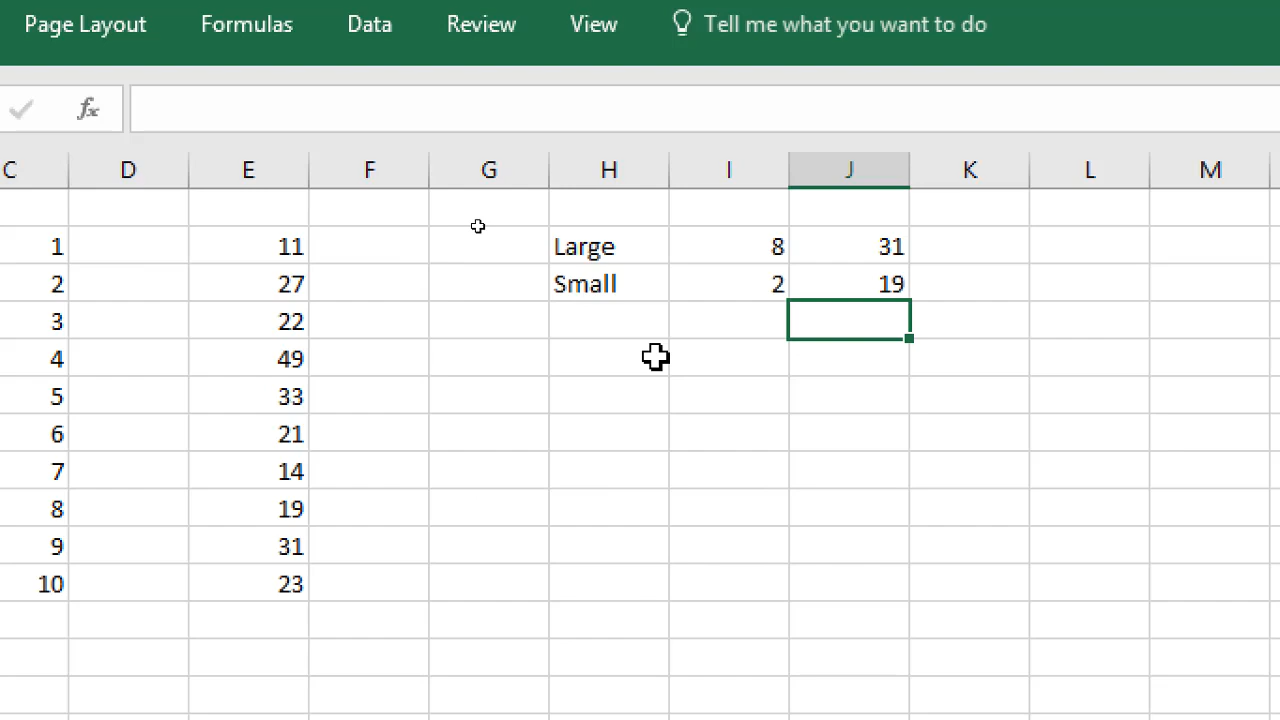 Page Layout Formulas Data Review View Tell me what you want to do
fx
C D E F G H I J K L M
1 11 Large 8 31
2 27 Small 2 19
3 22
4 49
5 33
6 21
7 14
8 19
9 31
10 23